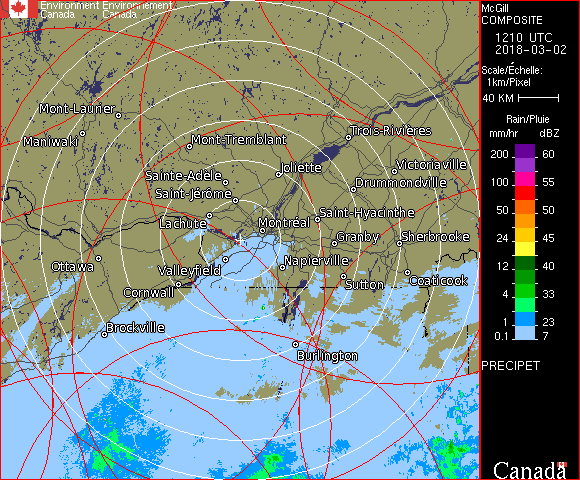 Environment Environnement
Canada Canada
McGill
COMPOSITE
1210 UTC
2018-03-02
Scale/Échelle:
1km/Pixel
40 KM
Rain/Pluie
mm/hr dBZ
200 60
155
100 55
50 50
24 45
12 40
4 33
1 23
0.1 7
PRECIPET
Canada
Mont-Laurier
Maniwaki
Mont-Tremblant
Trois-Rivières
Sainte-Adèle
Joliette
Victoriaville
Saint-Jérôme
Drummondville
Lachute
Montréal
Saint-Hyacinthe
Granby
Sherbrooke
Ottawa
Valleyfield
Napierville
Cornwall
Sutton
Coaticook
Brockville
Burlington